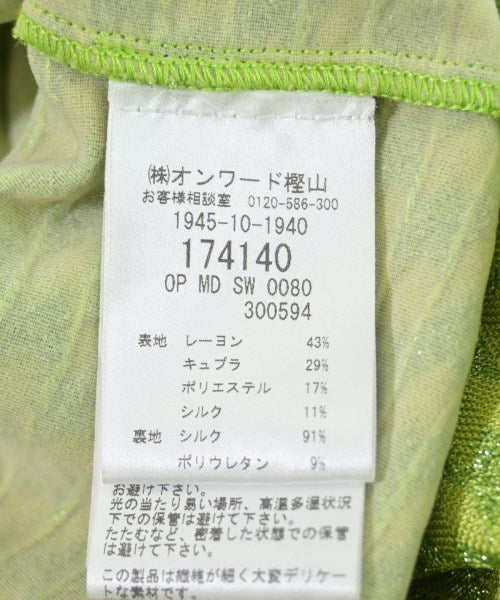 ㈱オンワード樫山
お客様相談室 0120-586-300
1945-10-1940
174140
OP MD SW 0080
300594
表地 レーヨン 43%
キュプラ 29%
ポリエステル 17%
シルク 11%
裏地 シルク 91%
ポリウレタン 9%
お避け下さい。
光の当たり易い場所、高温多湿状況
下での保管は避けて下さい。
たたむなど、密着した状態での保管
は避けて下さい。
この製品は繊維が細く大変デリケー
トな素材です。